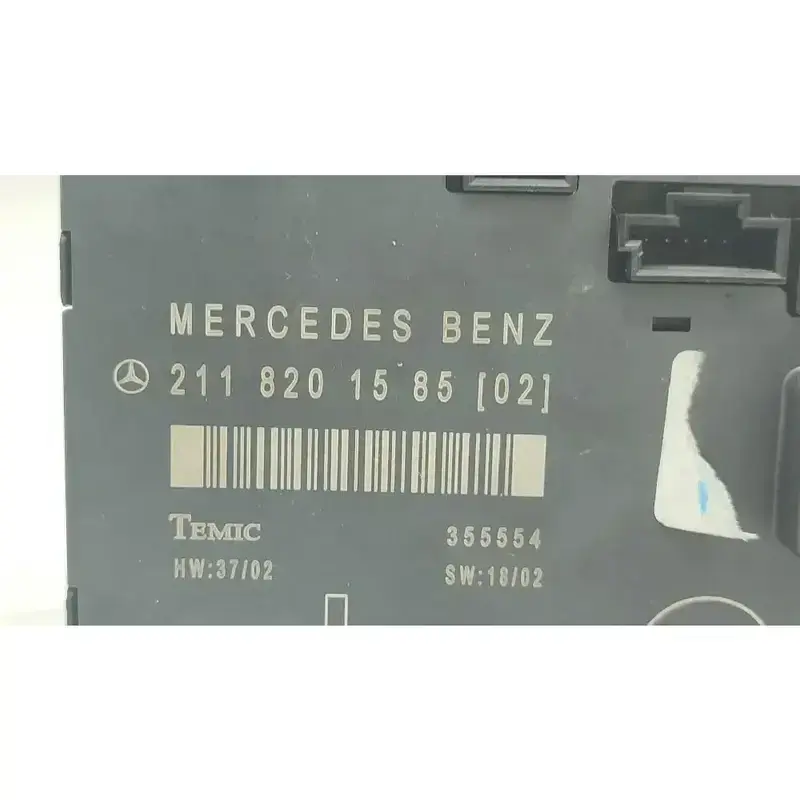 MERCEDES BENZ
211 820 15 85 [02]
TEMIC 355554
HW:37/02 SW:18/02